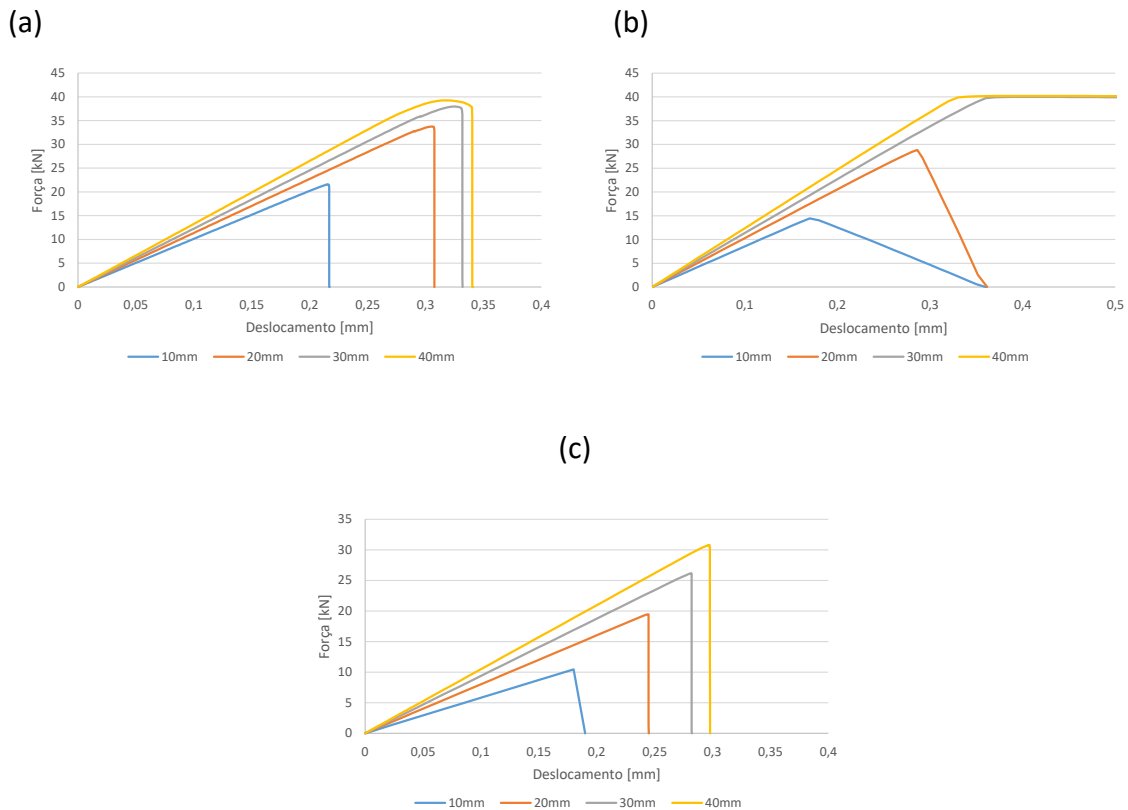 (a)
(b)
Força [kN]
45
40
35
30
25
20
15
10
5
0
0 0,05 0,1 0,15 0,2 0,25 0,3 0,35 0,4
Deslocamento [mm]
10mm 20mm 30mm 40mm
Força [kN]
45
40
35
30
25
20
15
10
5
0
0 0,1 0,2 0,3 0,4 0,5
Deslocamento [mm]
10mm 20mm 30mm 40mm
(c)
Força [kN]
35
30
25
20
15
10
5
0
0 0,05 0,1 0,15 0,2 0,25 0,3 0,35 0,4
Deslocamento [mm]
10mm 20mm 30mm 40mm